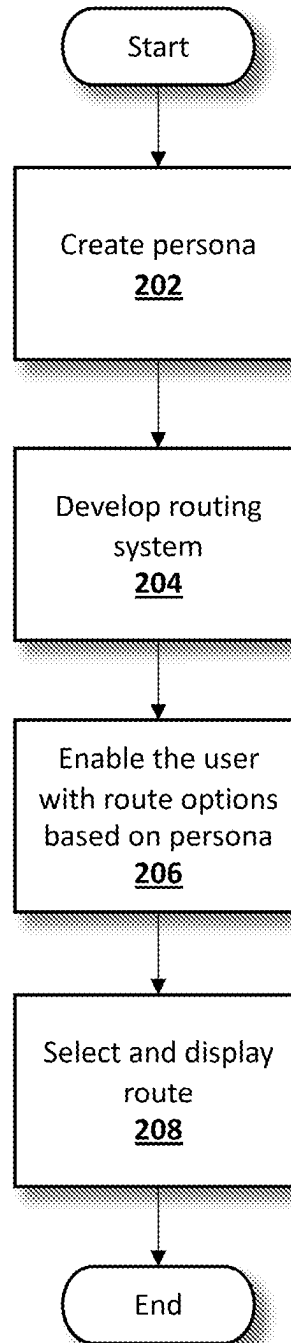 Start
Create persona
202
Develop routing
system
204
Enable the user
with route options
based on persona
206
Select and display
route
208
End